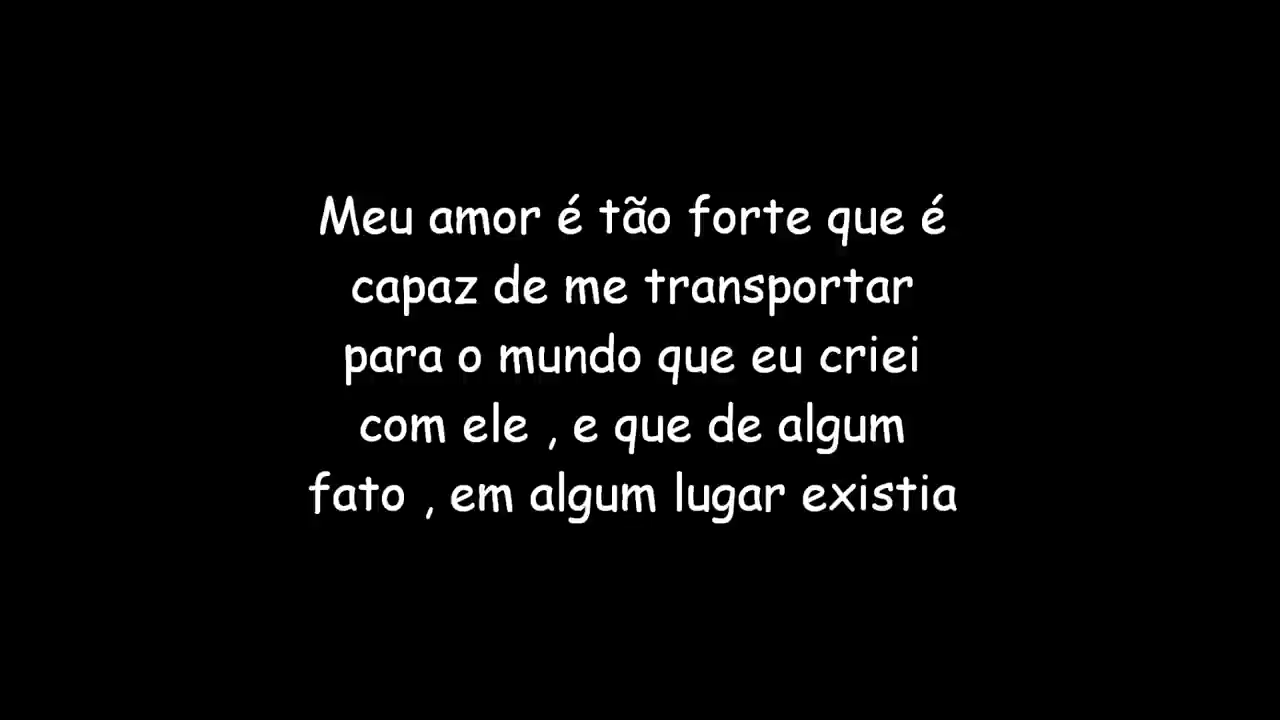 Meu amor é tão forte que é
capaz de me transportar
para o mundo que eu criei
com ele , e que de algum
fato , em algum lugar existia